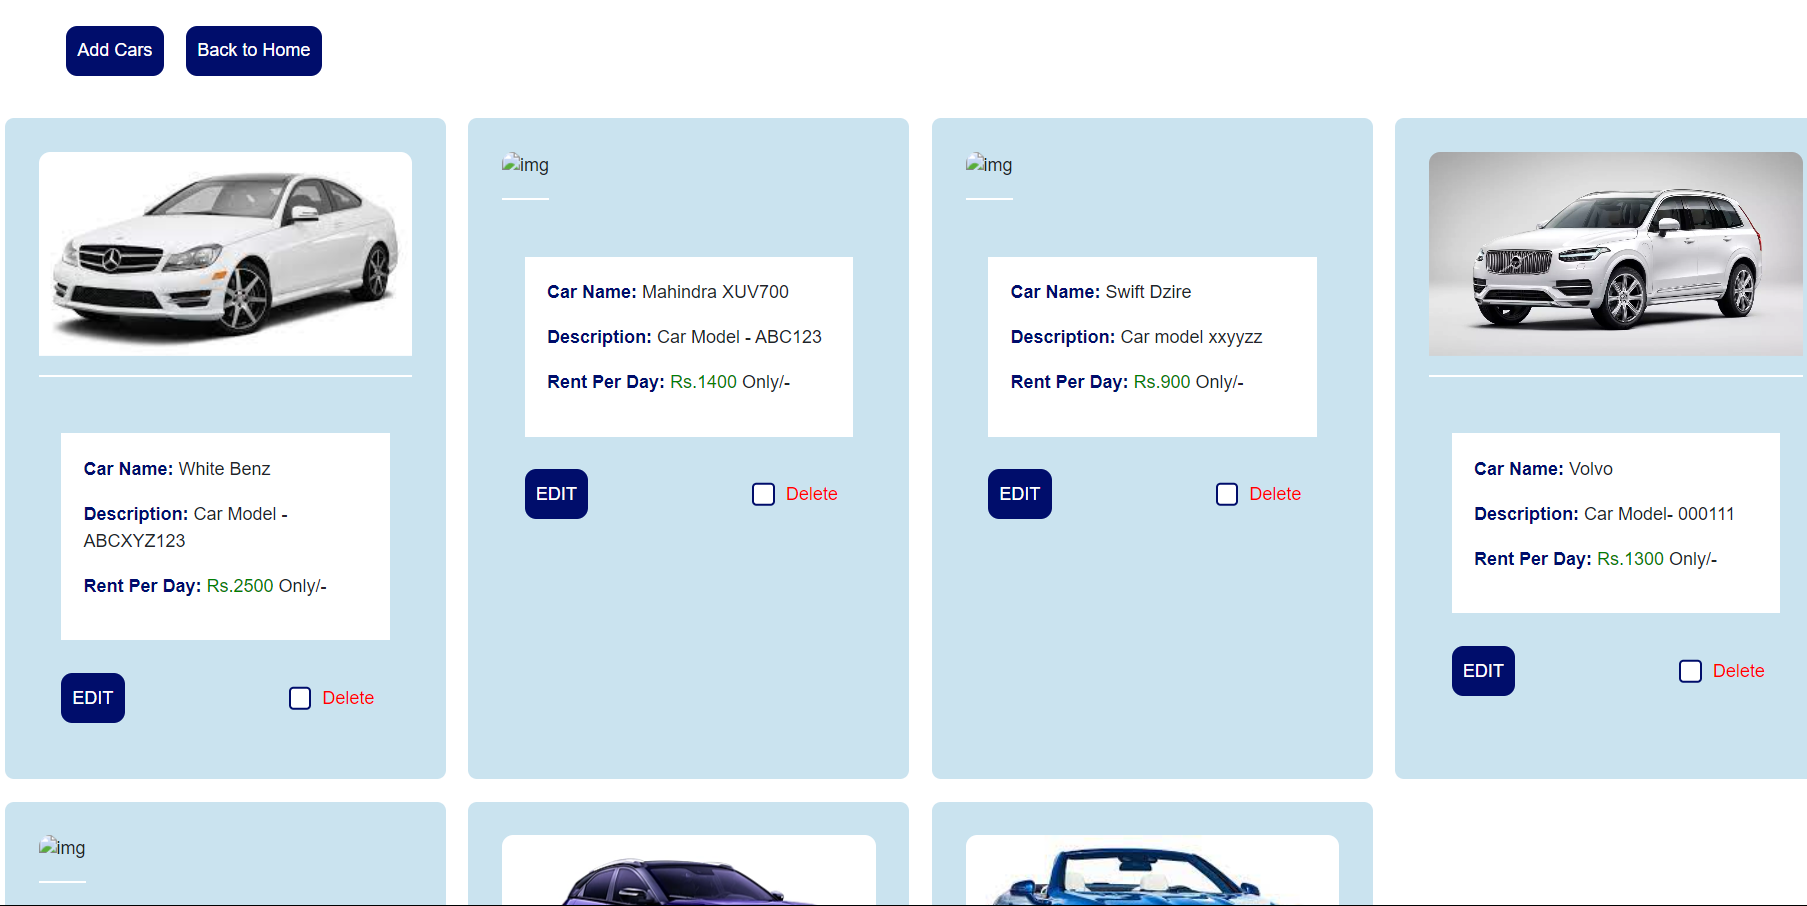 Add Cars
Back to Home
Car Name: White Benz
Description: Car Model -
ABCXYZ123
Rent Per Day: Rs.2500 Only/-
EDIT
Delete
img
Car Name: Mahindra XUV700
Description: Car Model - ABC123
Rent Per Day: Rs.1400 Only/-
EDIT
Delete
img
Car Name: Swift Dzire
Description: Car model xxyyzz
Rent Per Day: Rs.900 Only/-
EDIT
Delete
Car Name: Volvo
Description: Car Model- 000111
Rent Per Day: Rs.1300 Only/-
EDIT
Delete
img